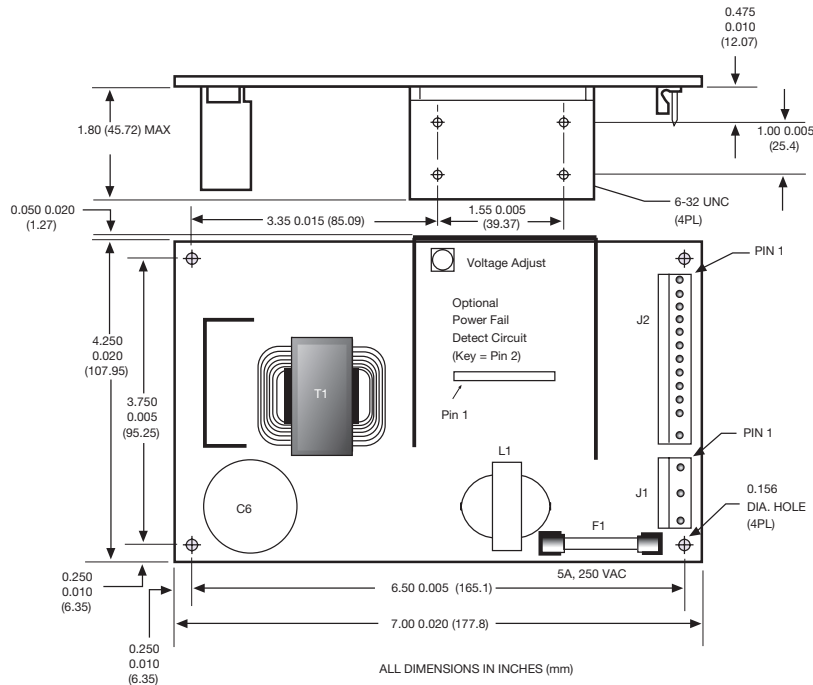 0.475
0.010
(12.07)
1.80 (45.72) MAX
1.00 0.005
(25.4)
0.050 0.020
(1.27)
3.35 0.015 (85.09)
1.55 0.005
(39.37)
6-32 UNC
(4PL)
PIN 1
Voltage Adjust
Optional
Power Fail
Detect Circuit
(Key = Pin 2)
J2
4.250
0.020
(107.95)
3.750
0.005
(95.25)
T1
Pin 1
PIN 1
L1
J1
0.156
DIA. HOLE
(4PL)
C6
F1
5A, 250 VAC
0.250
0.010
(6.35)
6.50 0.005 (165.1)
7.00 0.020 (177.8)
0.250
0.010
(6.35)
ALL DIMENSIONS IN INCHES (mm)